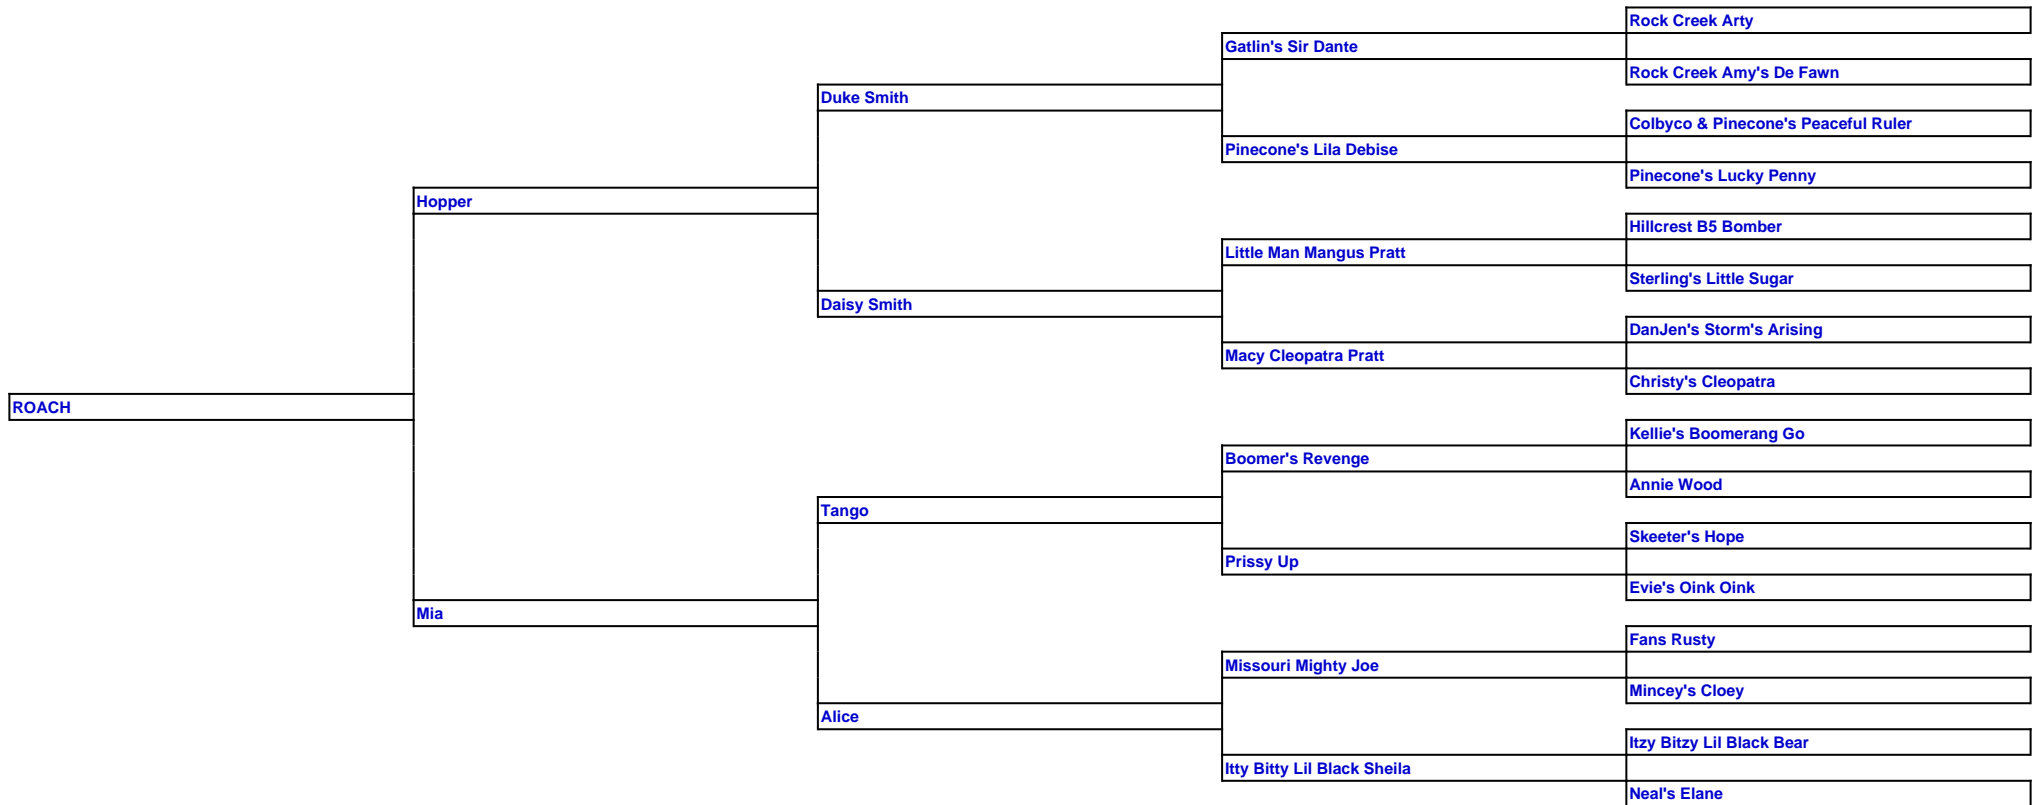 Rock Creek Arty
Gatlin's Sir Dante
Rock Creek Amy's De Fawn
Duke Smith
Colbyco & Pinecone's Peaceful Ruler
Pinecone's Lila Debise
Pinecone's Lucky Penny
Hopper
Hillcrest B5 Bomber
Little Man Mangus Pratt
Sterling's Little Sugar
Daisy Smith
DanJen's Storm's Arising
Macy Cleopatra Pratt
Christy's Cleopatra
ROACH
Kellie's Boomerang Go
Boomer's Revenge
Annie Wood
Tango
Skeeter's Hope
Prissy Up
Evie's Oink Oink
Mia
Fans Rusty
Missouri Mighty Joe
Mincey's Cloey
Alice
Itzy Bitzy Lil Black Bear
Itty Bitty Lil Black Sheila
Neal's Elane